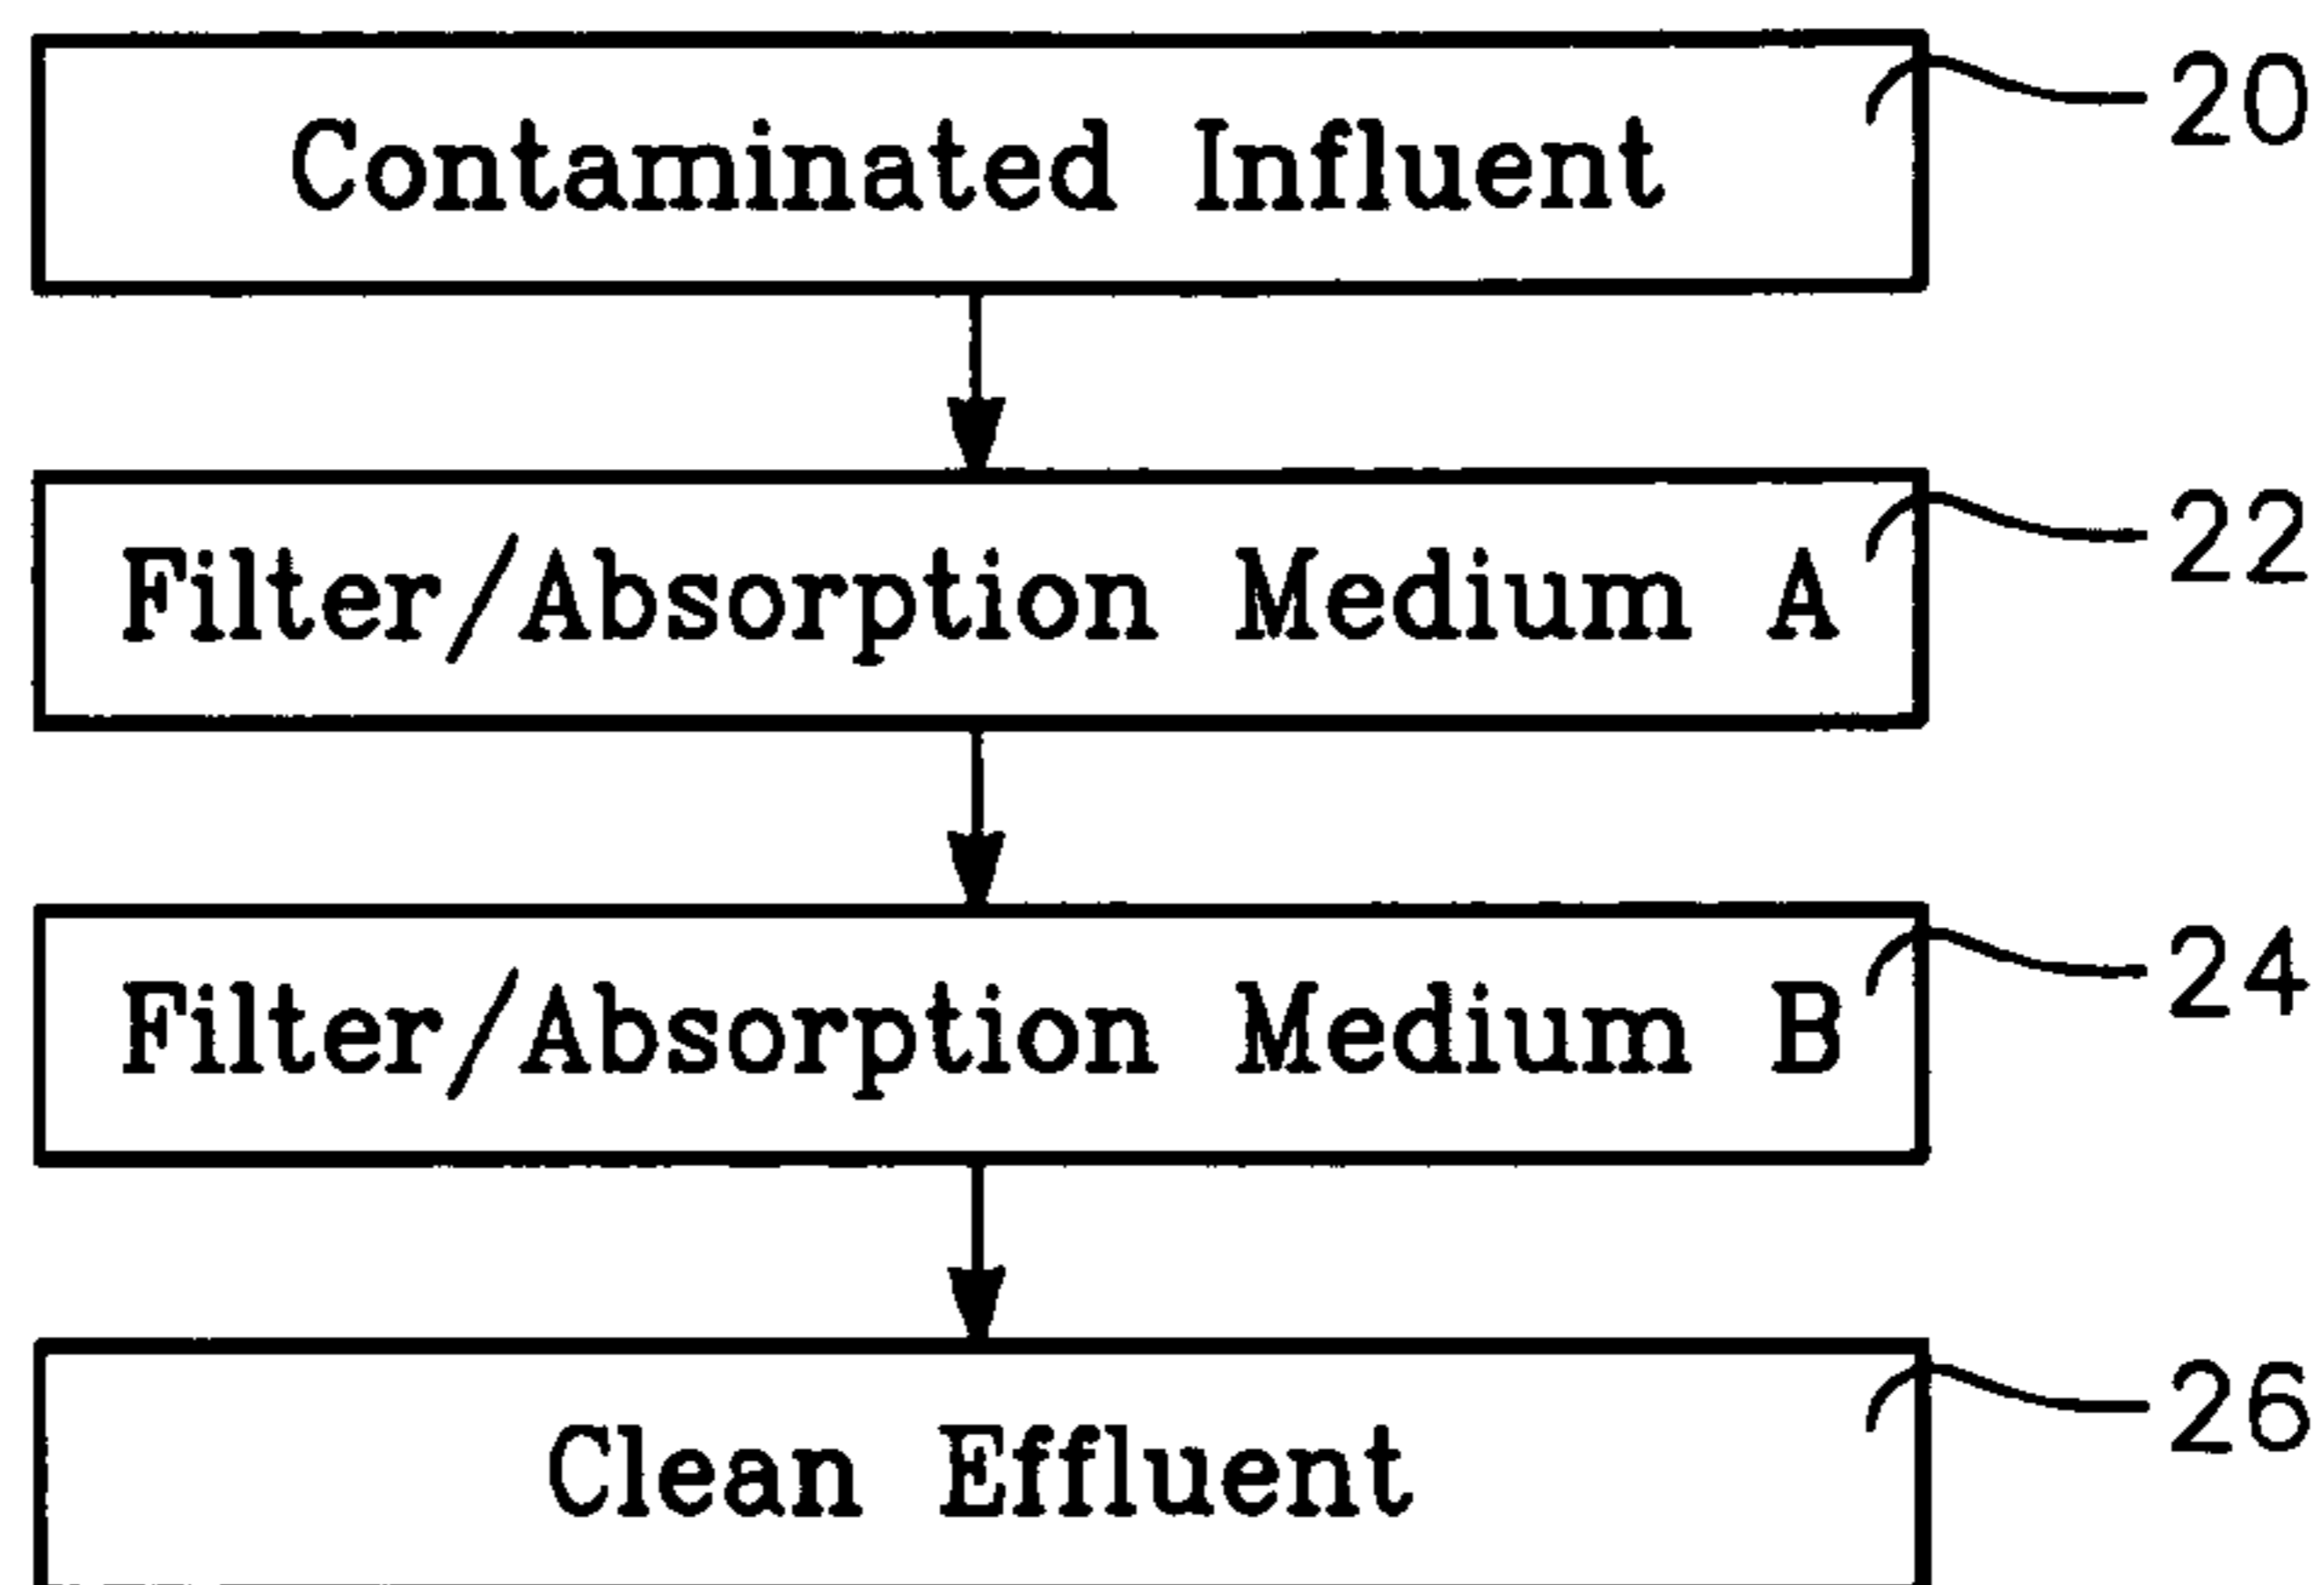 Contaminated Influent 20
Filter/Absorption Medium A 22
Filter/Absorption Medium B 24
Clean Effluent 26